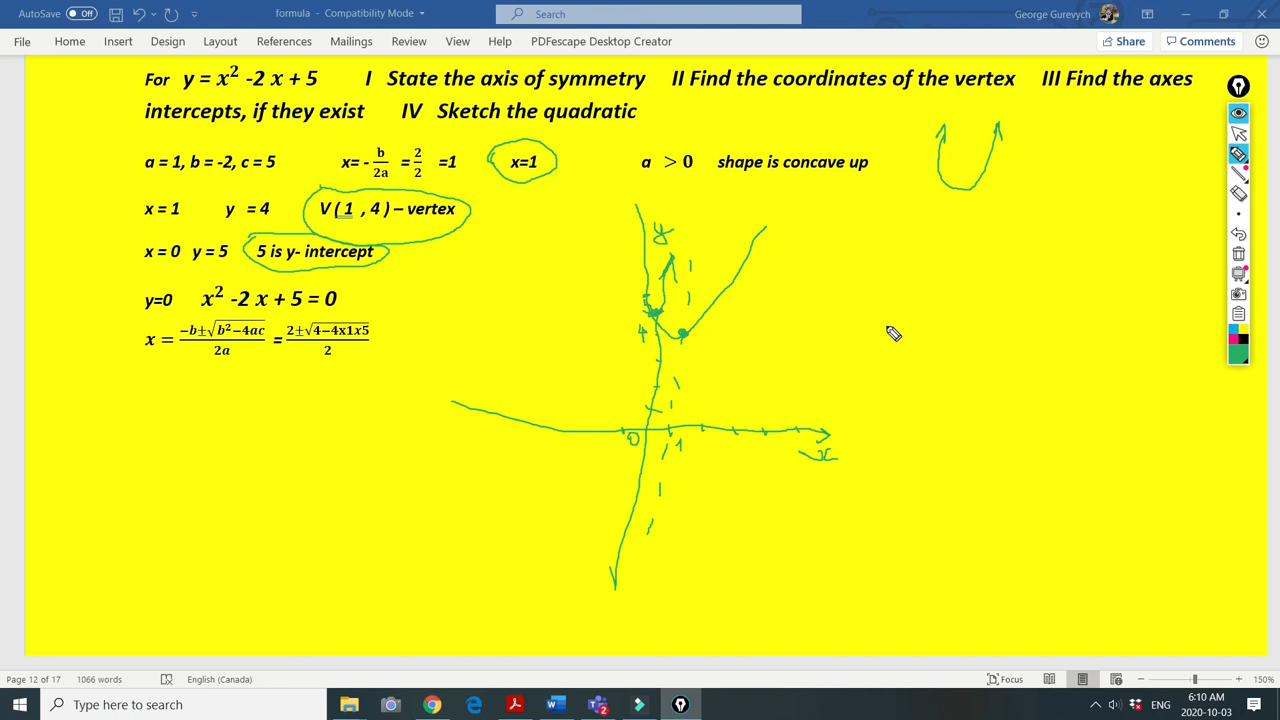 AutoSave Off formula - Compatibility Mode Search George Gurevych
File Home Insert Design Layout References Mailings Review View Help PDFescape Desktop Creator Share Comments
For y = x² -2 x + 5 I State the axis of symmetry II Find the coordinates of the vertex III Find the axes
intercepts, if they exist IV Sketch the quadratic
a = 1, b = -2, c = 5 x= - b/2a = 2/2 =1 x=1 a > 0 shape is concave up
x = 1 y = 4 V ( 1 , 4 ) – vertex
y
x = 0 y = 5 5 is y- intercept
y=0 x² -2 x + 5 = 0
4
x = −b±√b²−4ac/2a = 2±√4−4x1x5/2
0 1
x
Page 12 of 17 1066 words English (Canada) Focus 150%
Type here to search 2 ENG 6:10 AM
2020-10-03